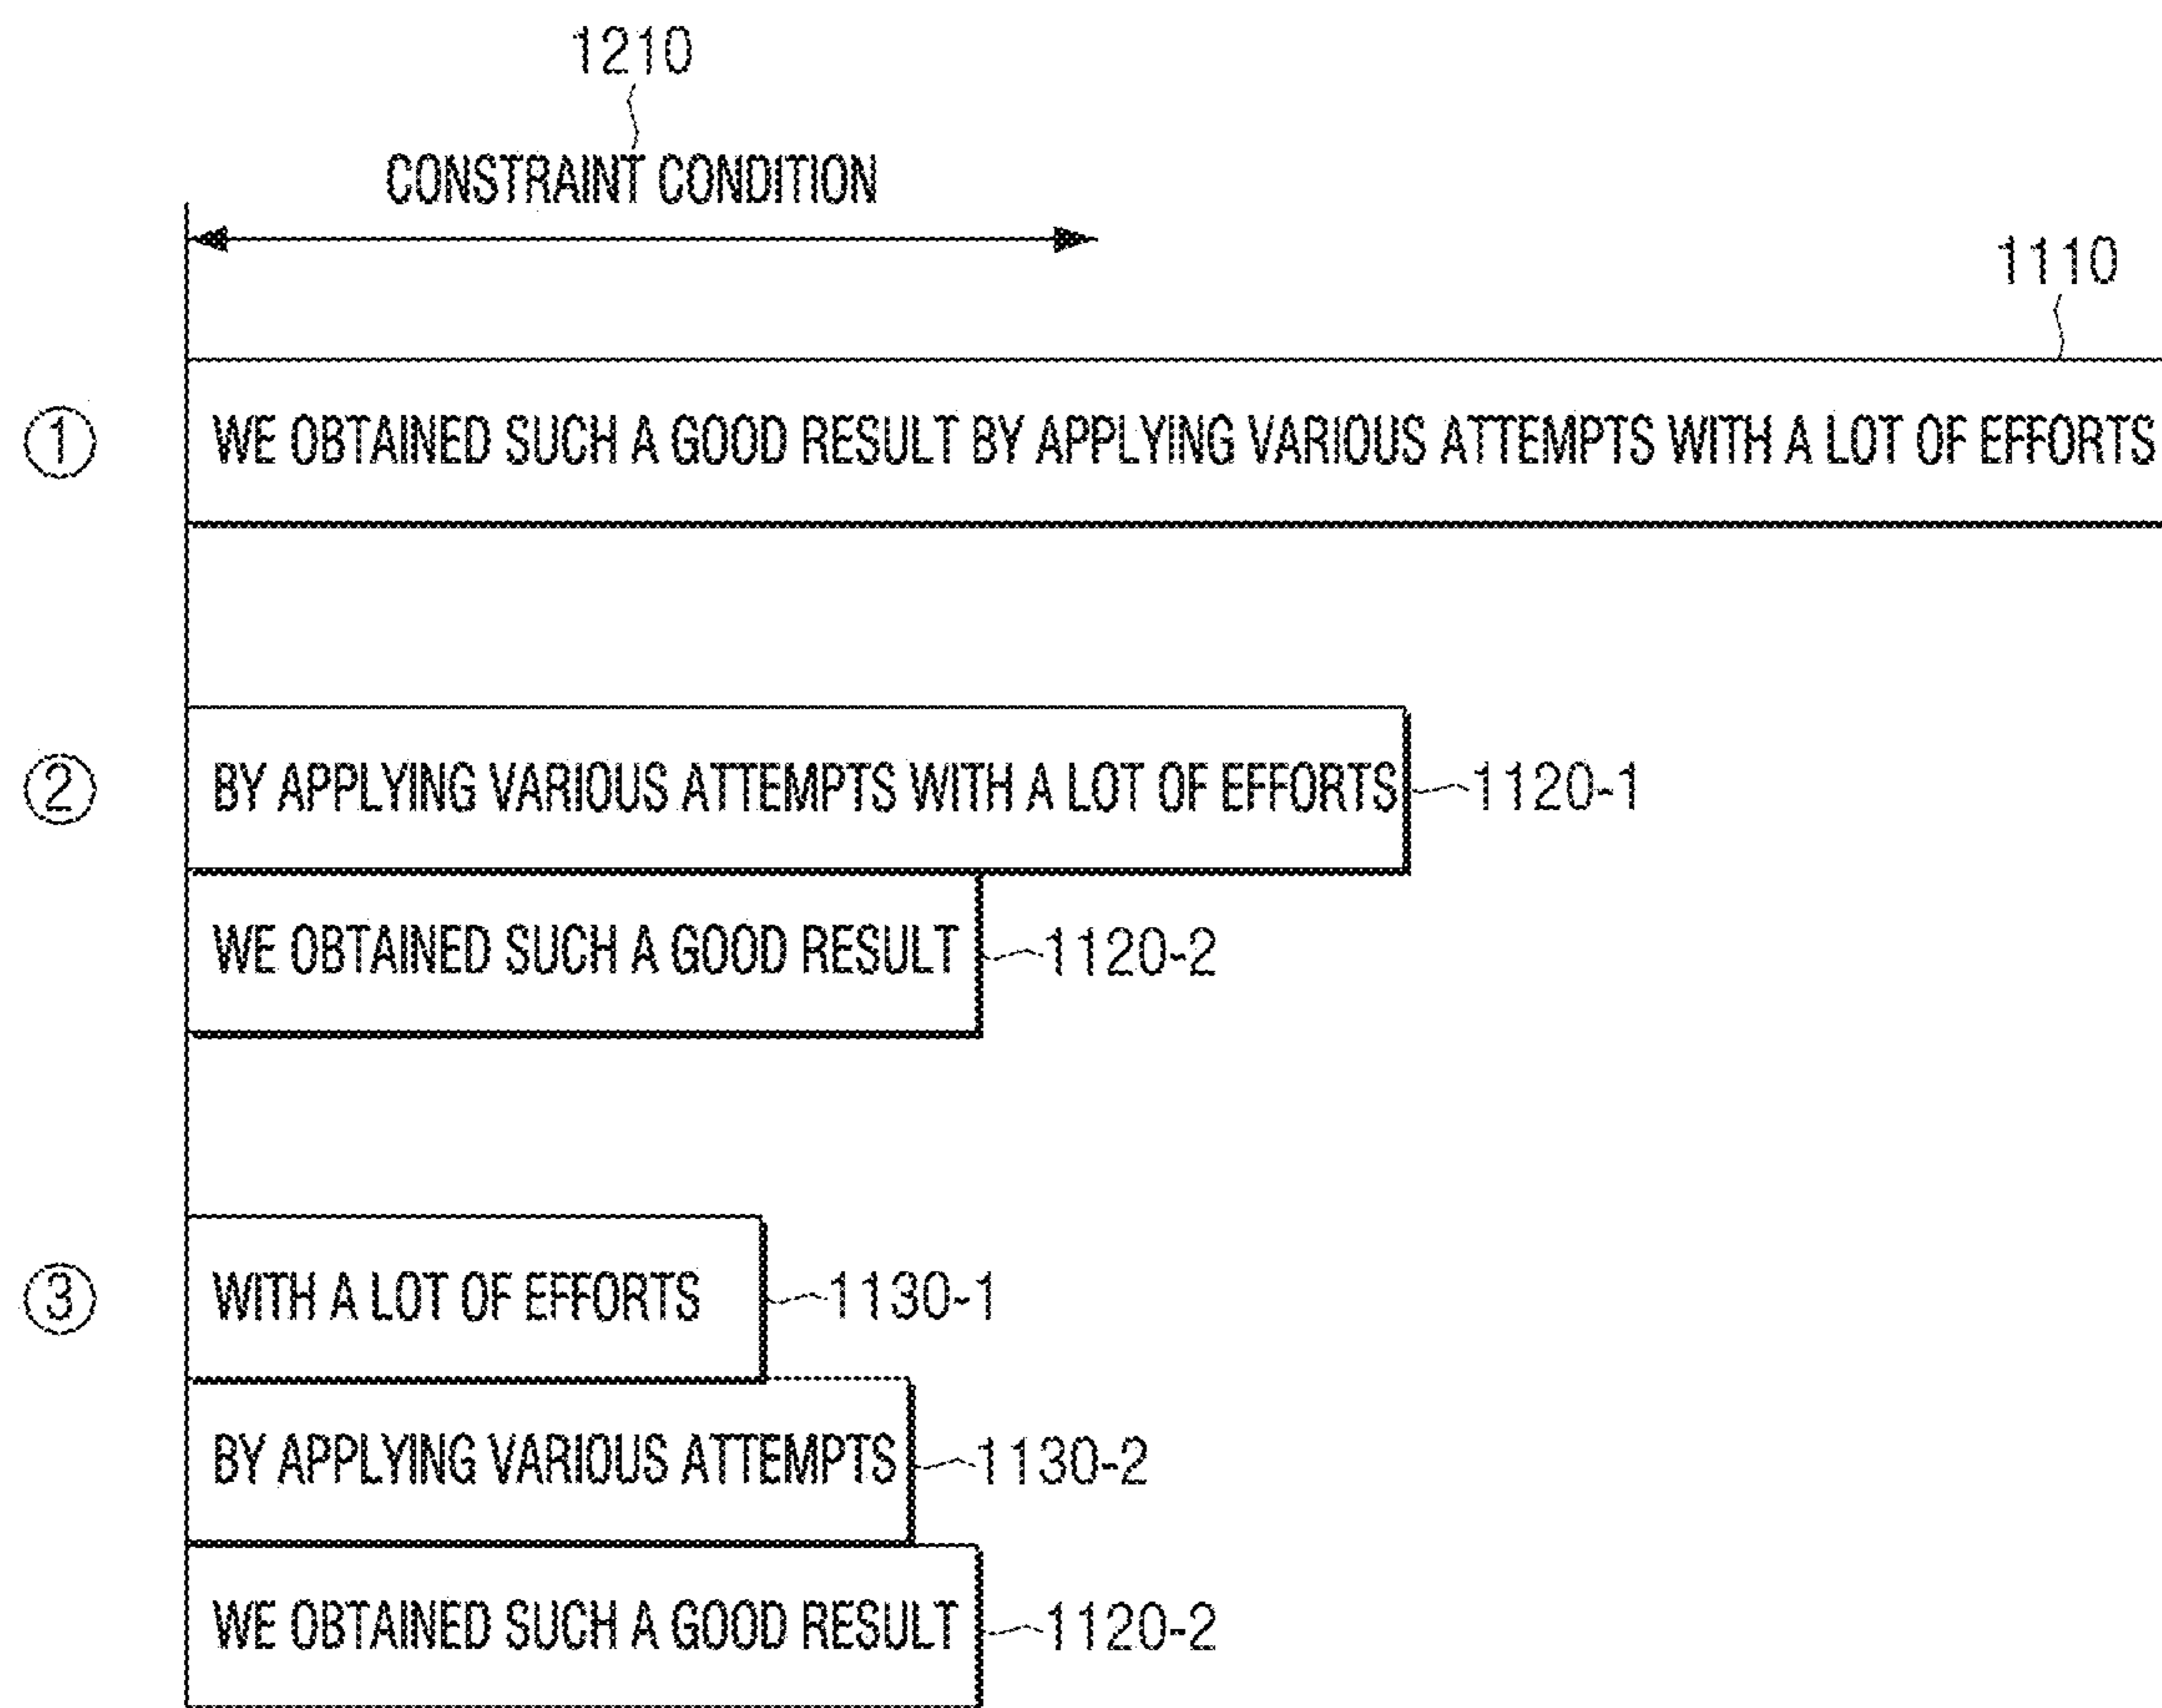 1210
CONSTRAINT CONDITION
1110
① WE OBTAINED SUCH A GOOD RESULT BY APPLYING VARIOUS ATTEMPTS WITH A LOT OF EFFORTS
② BY APPLYING VARIOUS ATTEMPTS WITH A LOT OF EFFORTS 1120-1
WE OBTAINED SUCH A GOOD RESULT 1120-2
③ WITH A LOT OF EFFORTS 1130-1
BY APPLYING VARIOUS ATTEMPTS 1130-2
WE OBTAINED SUCH A GOOD RESULT 1120-2